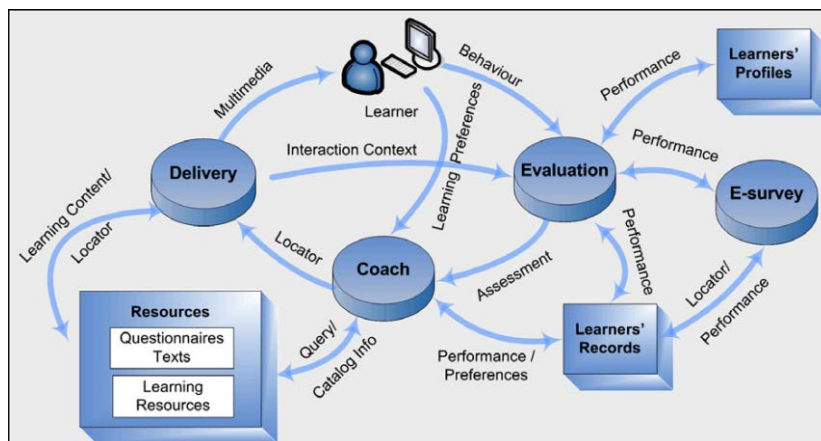 Multimedia
Learner
Behaviour
Learning Preferences
Performance
Learners'
Profiles
Delivery
Interaction Context
Evaluation
Performance
E-survey
Learning Content/
Locator
Locator
Coach
Assessment
Performance
Locator/
Performance
Resources
Questionnaires
Texts
Learning
Resources
Query/
Catalog Info
Performance /
Preferences
Learners'
Records